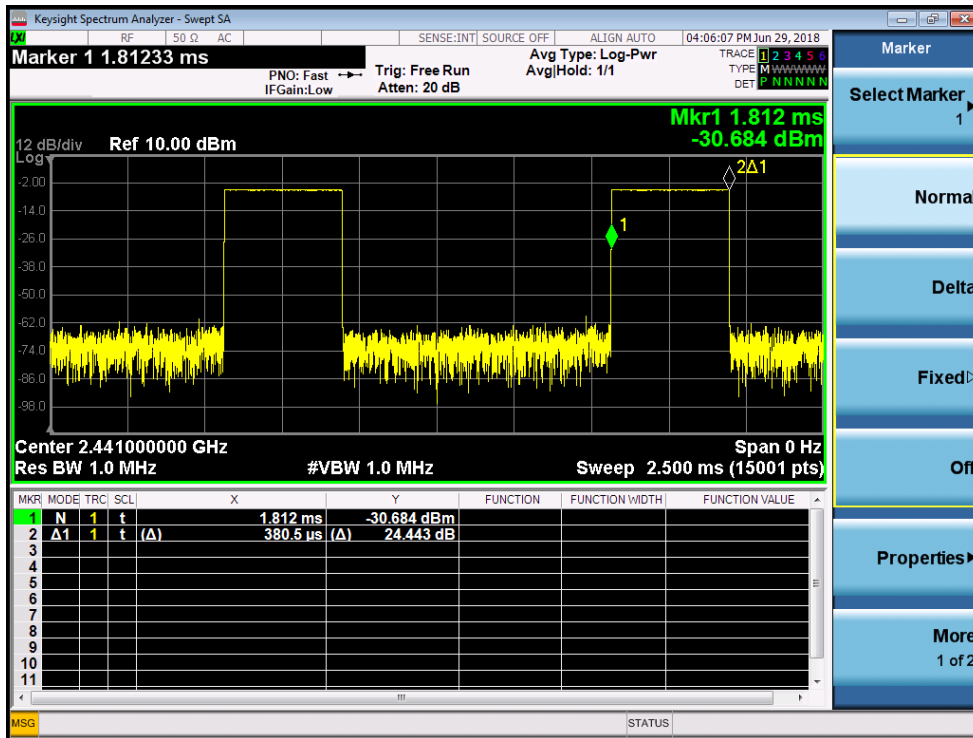 Keysight Spectrum Analyzer - Swept SA
LXI RF 50 Ω AC SENSE:INT SOURCE OFF ALIGN AUTO 04:06:07 PM Jun 29, 2018
Marker 1 1.81233 ms
PNO: Fast
IFGain:Low
Trig: Free Run
Atten: 20 dB
Avg Type: Log-Pwr
Avg|Hold: 1/1
TRACE 1 2 3 4 5 6
TYPE M W W W W W
DET P N N N N N
Mkr1 1.812 ms
-30.684 dBm
12 dB/div Ref 10.00 dBm
Log
-2.00
-14.0
-26.0
-38.0
-50.0
-62.0
-74.0
-86.0
-98.0
2Δ1
1
Center 2.441000000 GHz Span 0 Hz
Res BW 1.0 MHz #VBW 1.0 MHz Sweep 2.500 ms (15001 pts)
MKR MODE TRC SCL X Y FUNCTION FUNCTION WIDTH FUNCTION VALUE
1 N 1 t 1.812 ms -30.684 dBm
2 Δ1 1 t (Δ) 380.5 µs (Δ) 24.443 dB
3
4
5
6
7
8
9
10
11
MSG STATUS
Marker
Select Marker
1
Normal
Delta
Fixed
Off
Properties
More
1 of 2